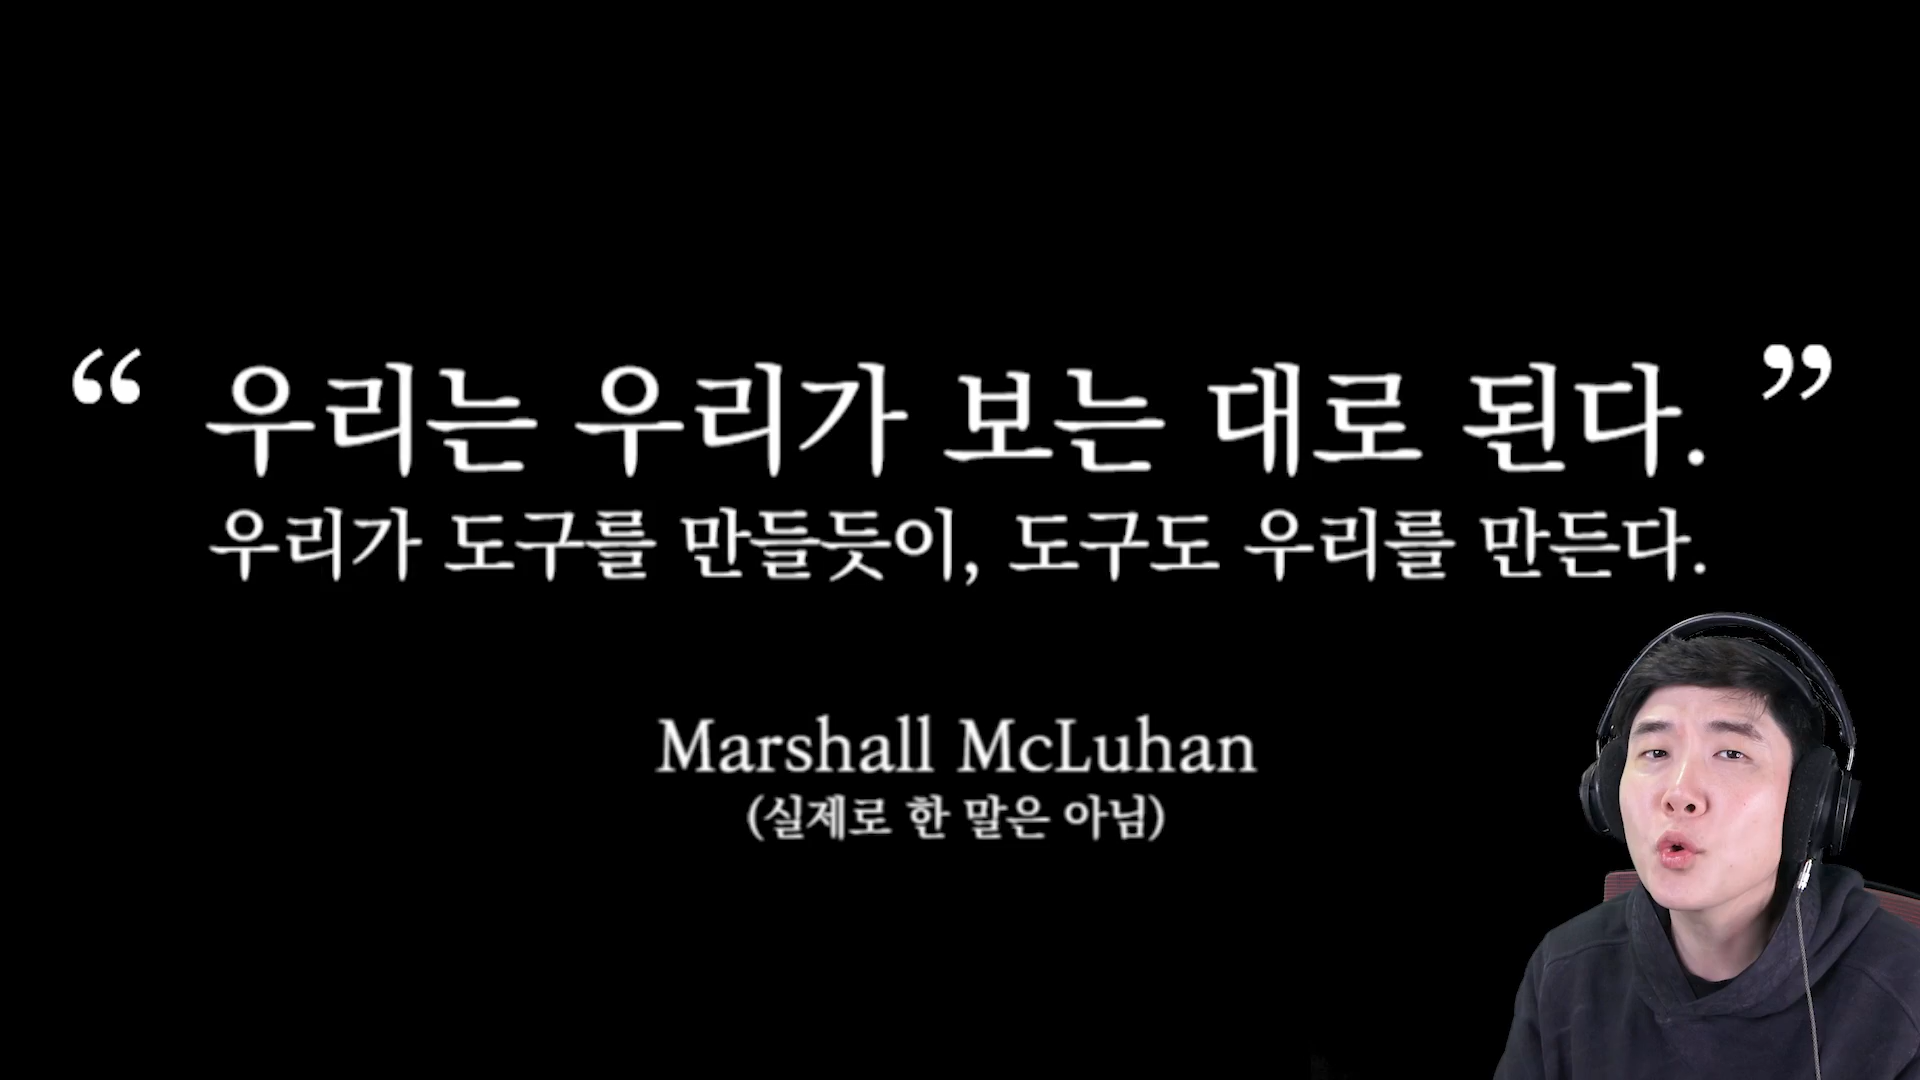 “ 우리는 우리가 보는 대로 된다. ”
우리가 도구를 만들듯이, 도구도 우리를 만든다.
Marshall McLuhan
(실제로 한 말은 아님)